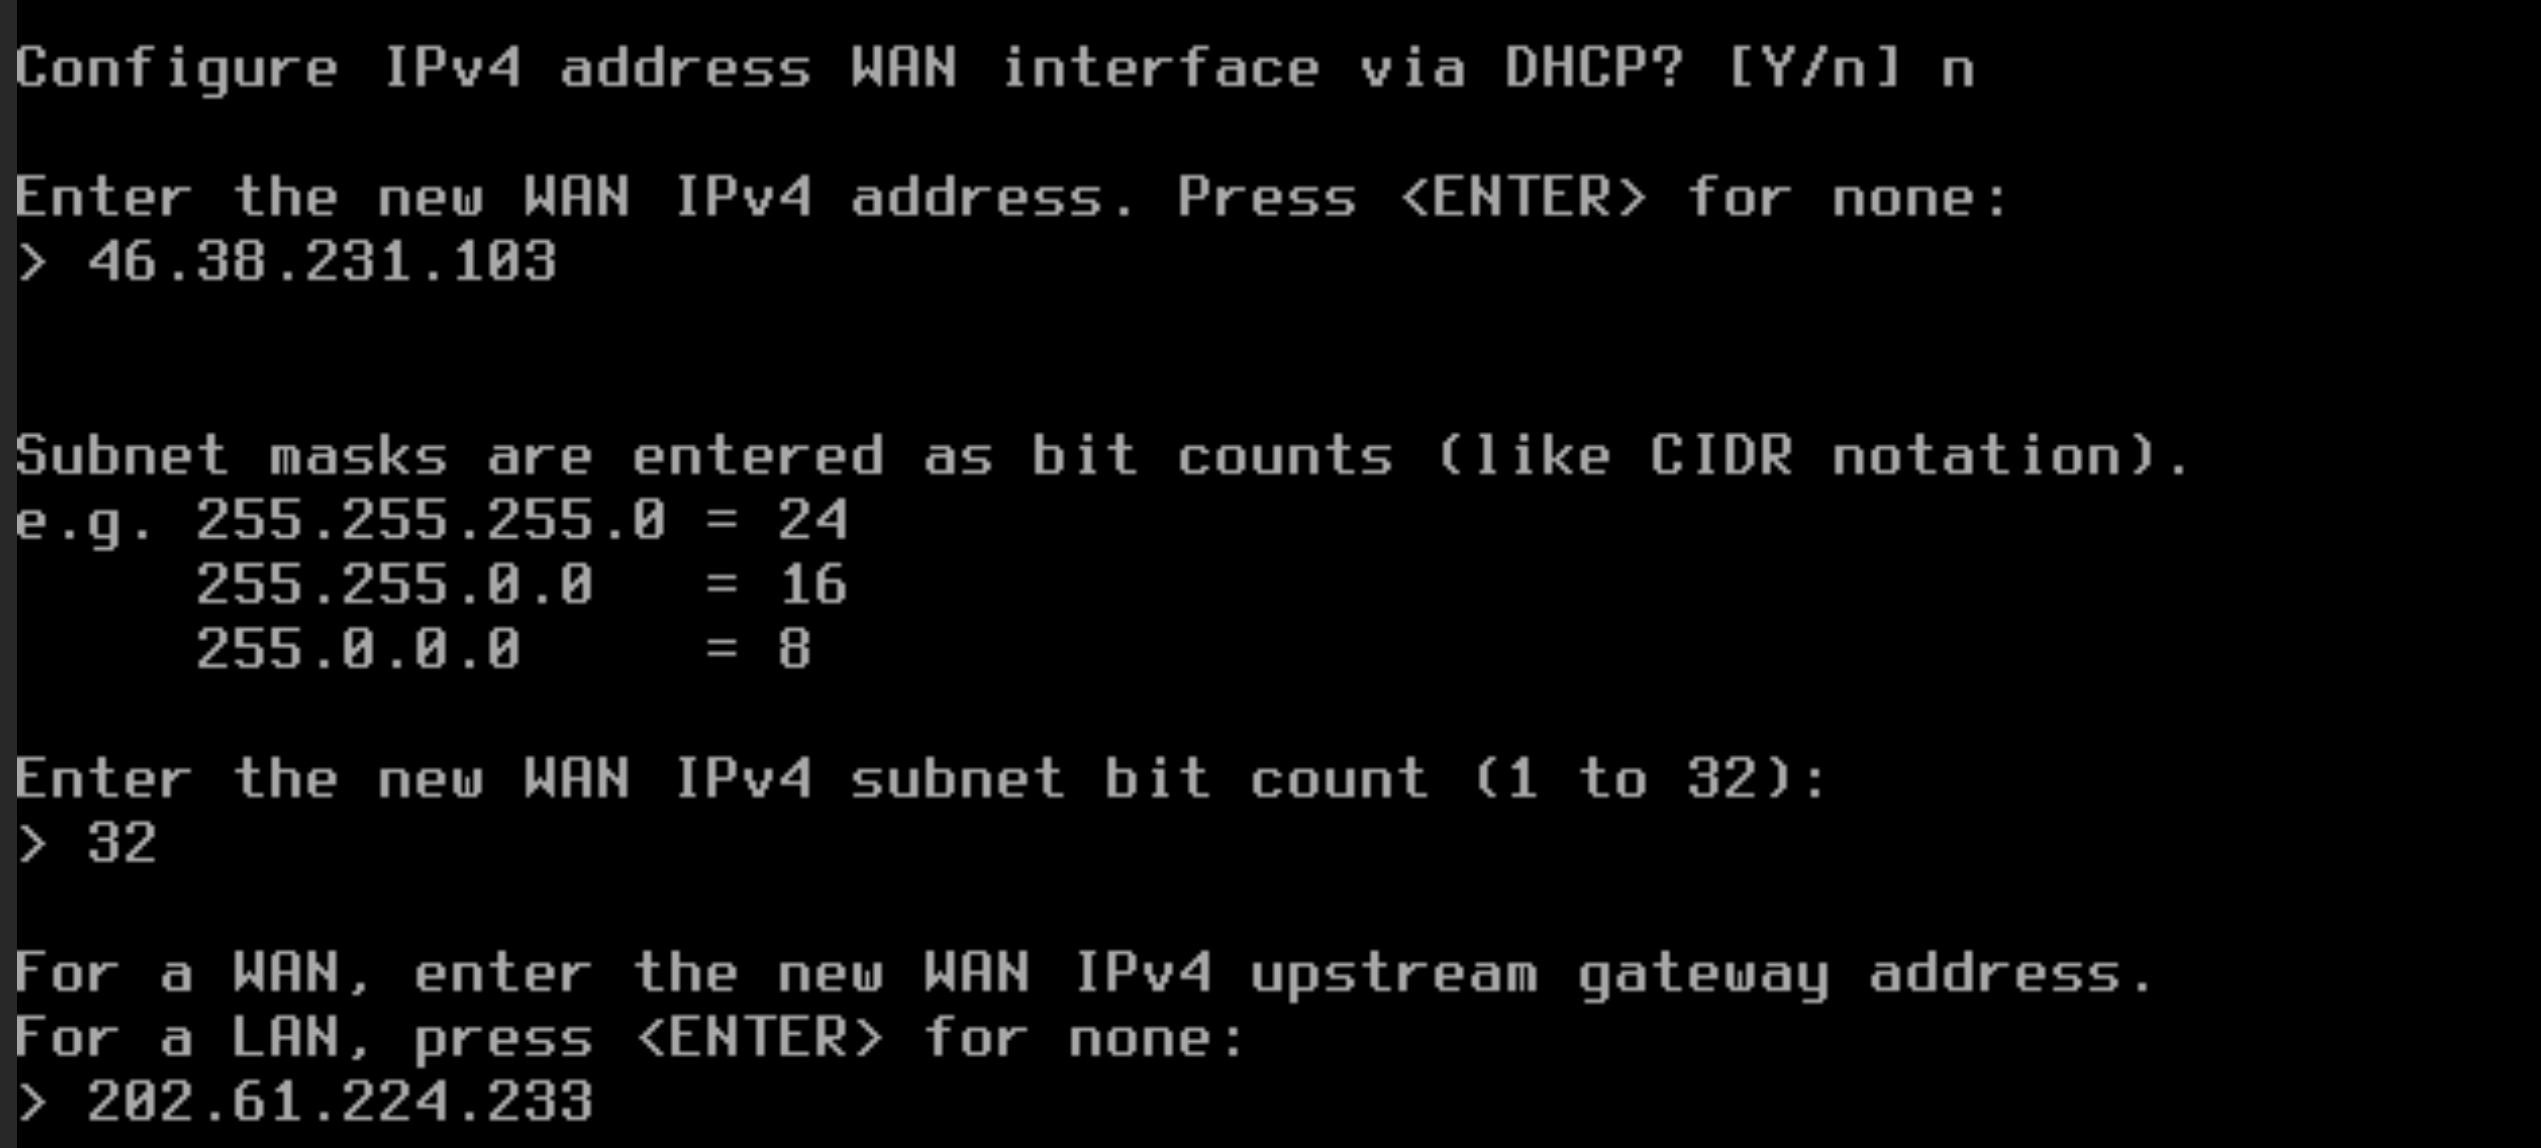 Configure IPv4 address WAN interface via DHCP? [Y/n] n
Enter the new WAN IPv4 address. Press <ENTER> for none:
> 46.38.231.103
Subnet masks are entered as bit counts (like CIDR notation).
e.g. 255.255.255.0 = 24
     255.255.0.0   = 16
     255.0.0.0     = 8
Enter the new WAN IPv4 subnet bit count (1 to 32):
> 32
For a WAN, enter the new WAN IPv4 upstream gateway address.
For a LAN, press <ENTER> for none:
> 202.61.224.233